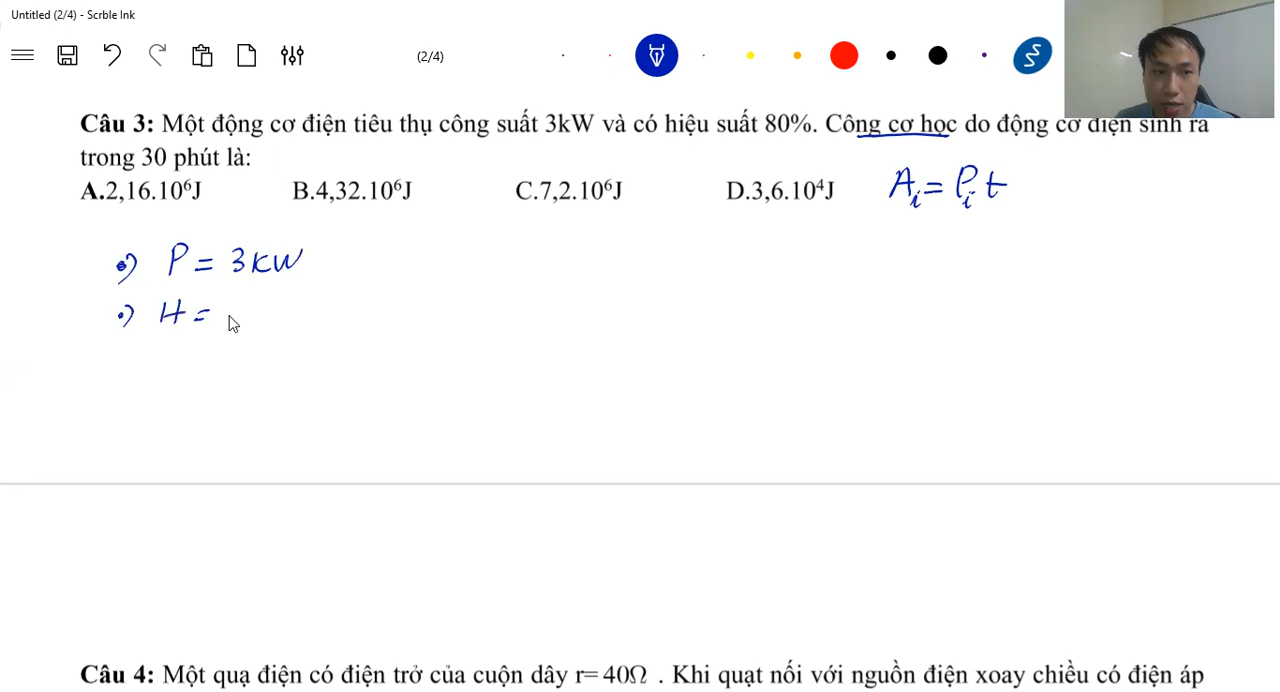 Untitled (2/4) - Scrble Ink
(2/4)
Câu 3: Một động cơ điện tiêu thụ công suất 3kW và có hiệu suất 80%. Công cơ học do động cơ điện sinh ra
trong 30 phút là:
A.2,16.10⁶J B.4,32.10⁶J C.7,2.10⁶J D.3,6.10⁴J
Aᵢ = Pᵢ t
•) P = 3KW
•) H =
Câu 4: Một quạ điện có điện trở của cuộn dây r= 40Ω . Khi quạt nối với nguồn điện xoay chiều có điện áp